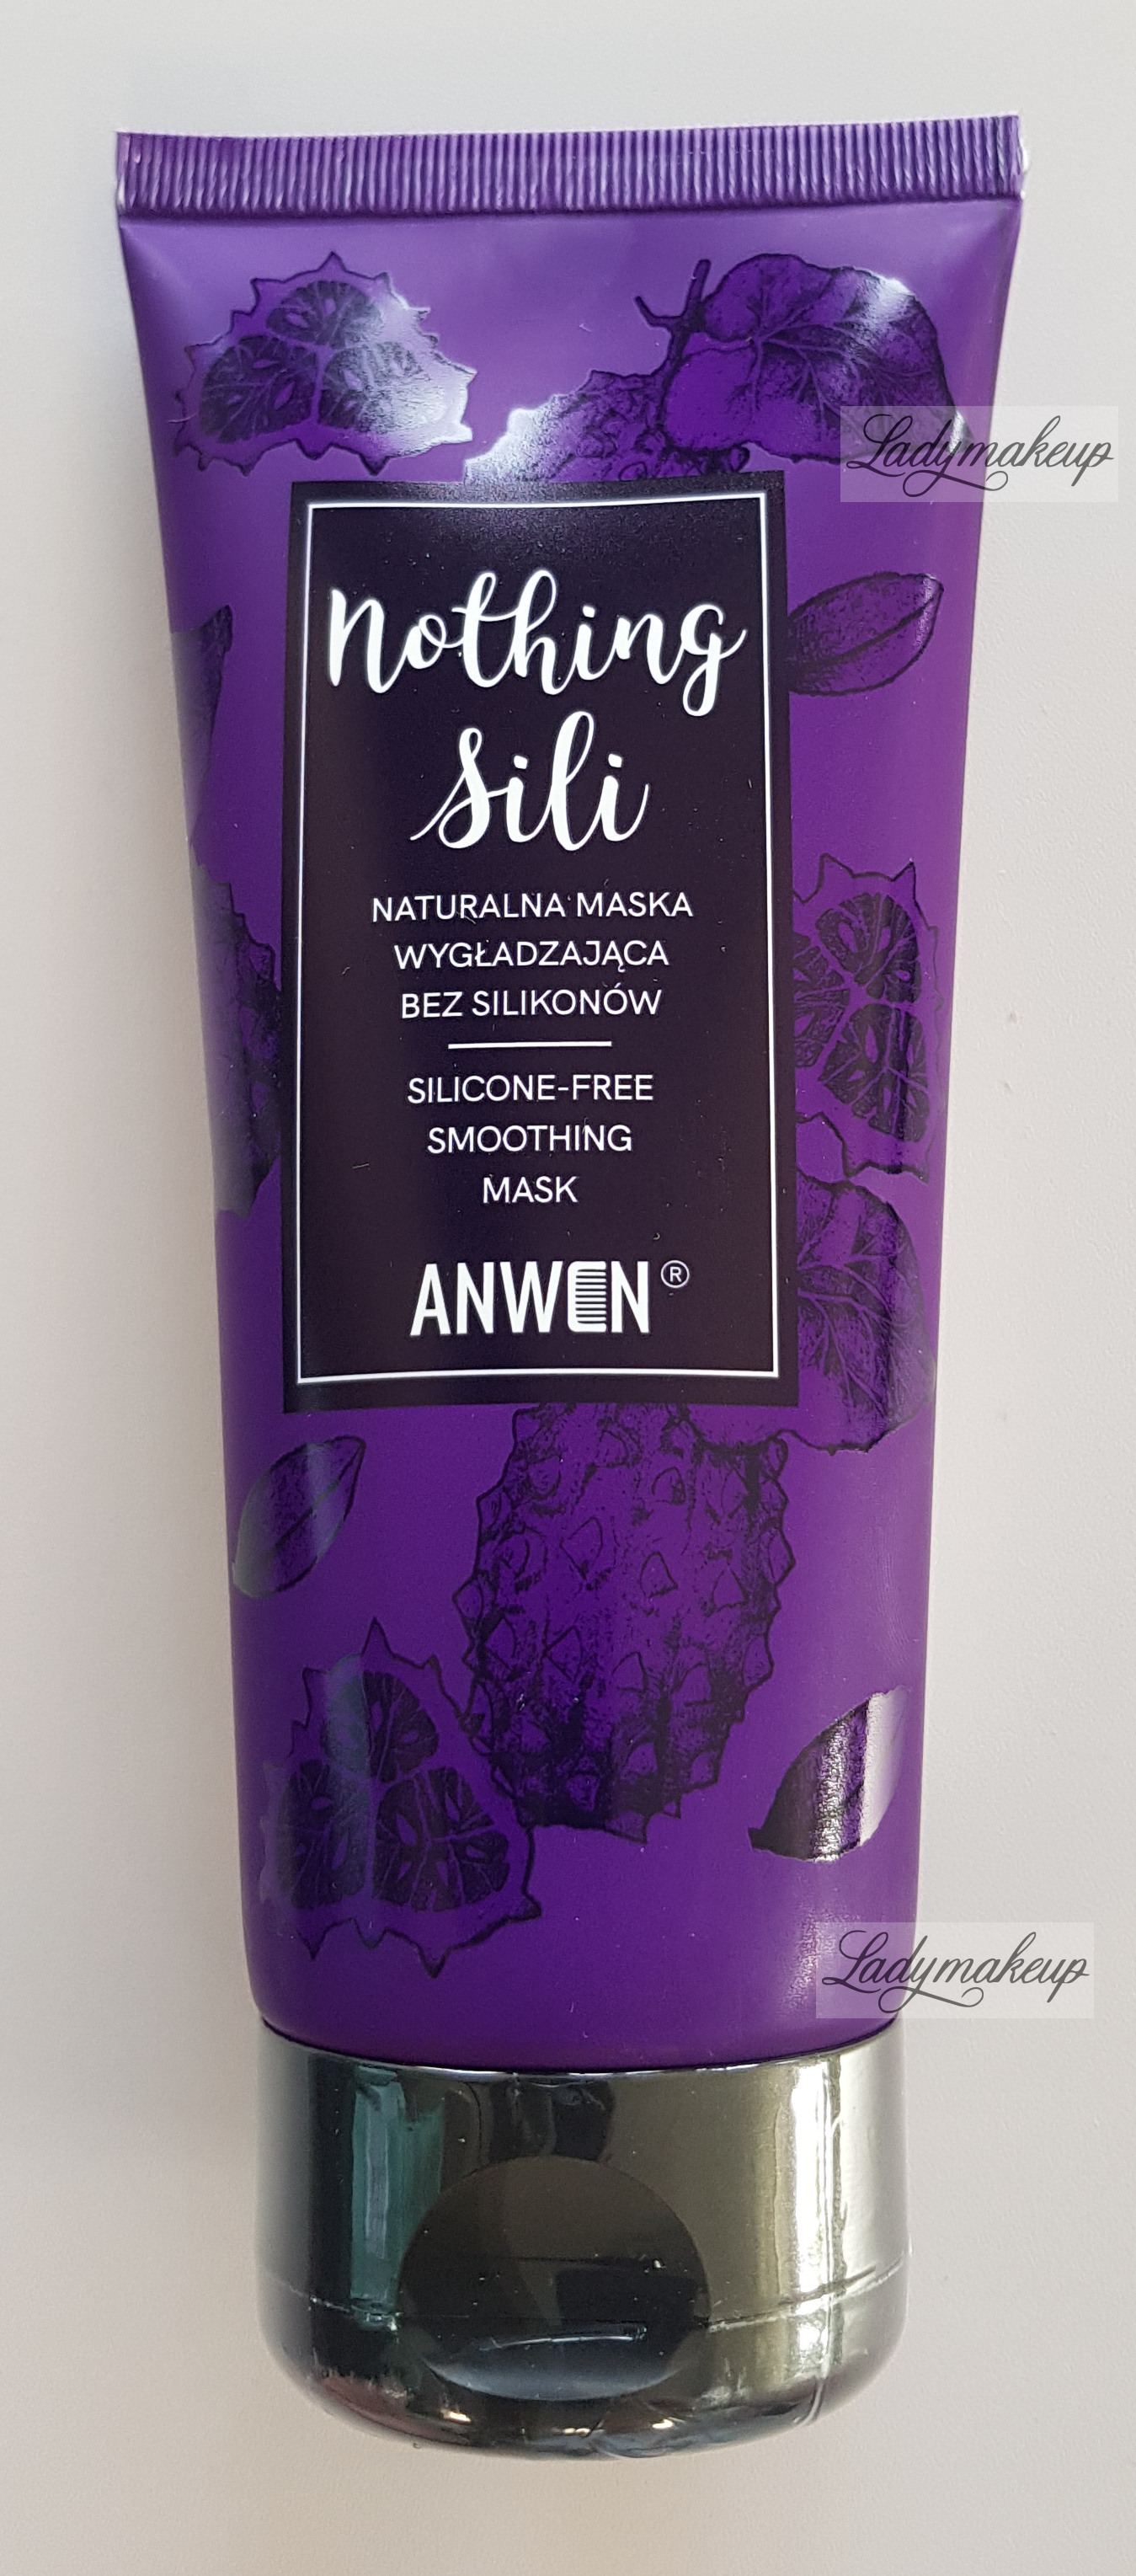 Ladymakeup
Nothing
Sili
NATURALNA MASKA
WYGŁADZAJĄCA
BEZ SILIKONÓW
SILICONE-FREE
SMOOTHING
MASK
ANWEN®
Ladymakeup